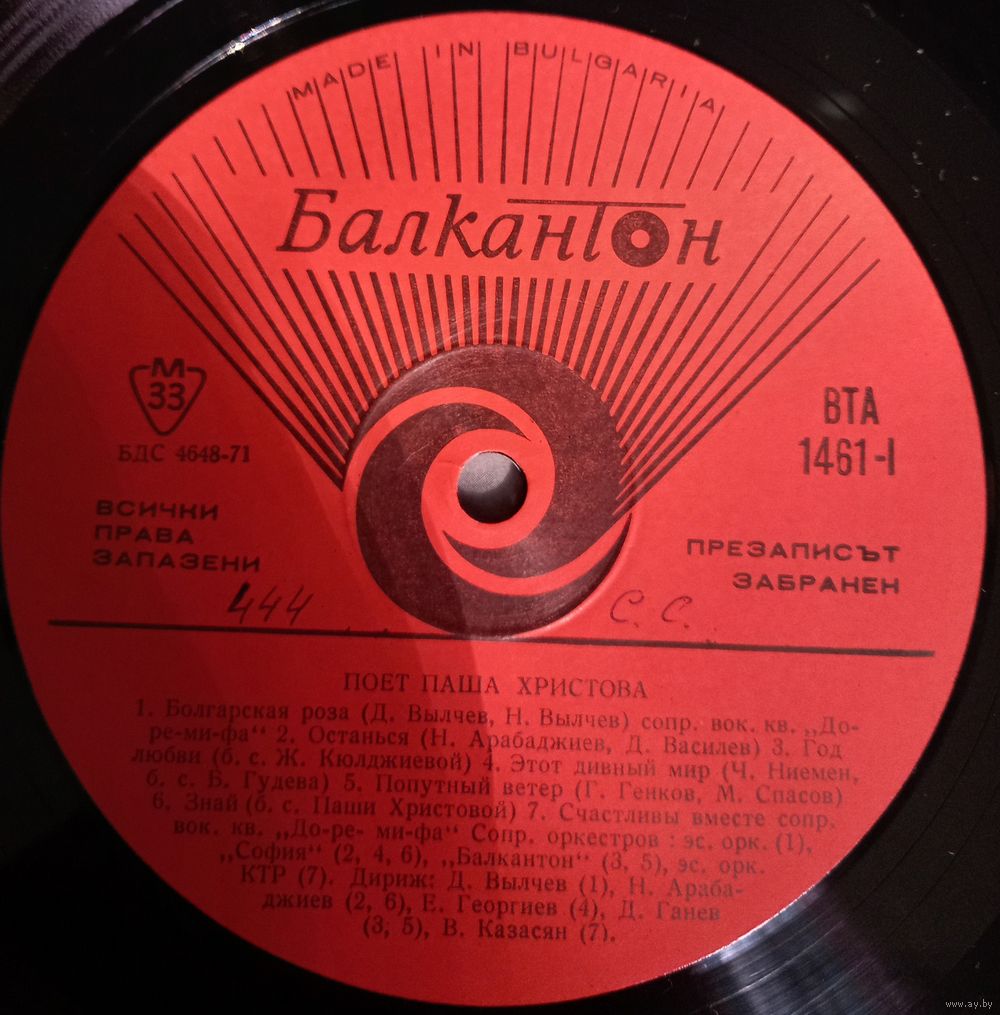 MADE IN BULGARIA
Балкантон
М
33
БДС 4648-71
ВТА
1461-I
ВСИЧКИ
ПРАВА
ЗАПАЗЕНИ
ПРЕЗАПИСЪТ
ЗАБРАНЕН
444
С. С.
ПОЕТ ПАША ХРИСТОВА
1. Болгарская роза (Д. Вылчев, Н. Вылчев) сопр. вок. кв. „До-
ре-ми-фа“ 2. Останься (Н. Арабаджиев, Д. Василев) 3. Год
любви (б. с. Ж. Кюлджиевой) 4. Этот дивный мир (Ч. Ниемен,
б. с. Б. Гудева) 5. Попутный ветер (Г. Генков, М. Спасов)
6. Знай (б. с. Паши Христовой) 7. Счастливы вместе сопр.
вок. кв. „До-ре- ми-фа“ Сопр. оркестров : эс. орк. (1),
„София“ (2, 4, 6), „Балкантон“ (3, 5), эс. орк.
КТР (7). Дириж: Д. Вылчев (1), Н. Араба-
джиев (2, 6), Е. Георгиев (4), Д. Ганев
(3; 5), В. Казасян (7).
www.ay.by